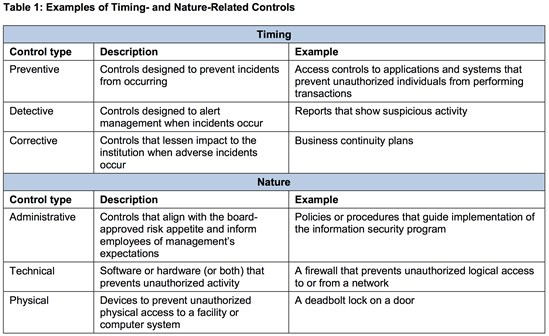 Table 1: Examples of Timing- and Nature-Related Controls
Timing
Control type Description Example
Preventive Controls designed to prevent incidents Access controls to applications and systems that
from occurring prevent unauthorized individuals from performing
transactions
Detective Controls designed to alert Reports that show suspicious activity
management when incidents occur
Corrective Controls that lessen impact to the Business continuity plans
institution when adverse incidents
occur
Nature
Control type Description Example
Administrative Controls that align with the board- Policies or procedures that guide implementation of
approved risk appetite and inform the information security program
employees of management's
expectations
Technical Software or hardware (or both) that A firewall that prevents unauthorized logical access
prevents unauthorized activity to or from a network
Physical Devices to prevent unauthorized A deadbolt lock on a door
physical access to a facility or
computer system